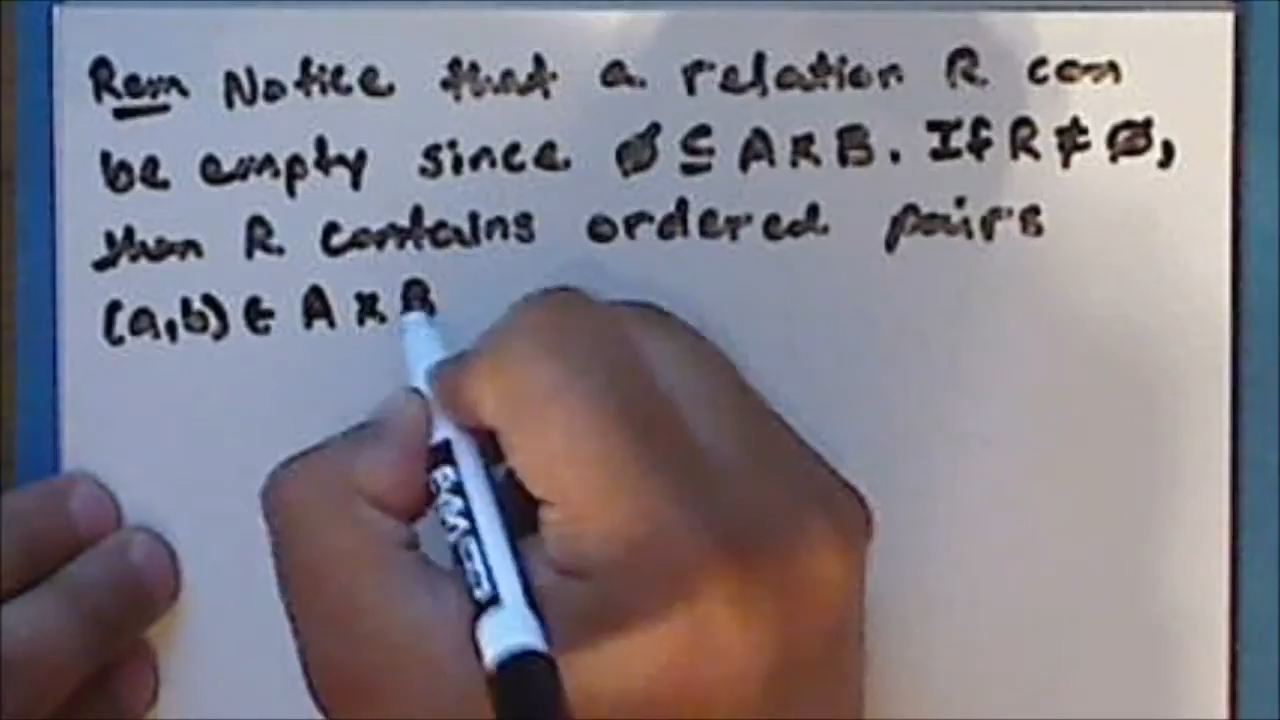 Rem Notice that a relation R can
be empty since ∅ ⊆ A x B. If R ≠ ∅,
then R contains ordered pairs
(a,b) ∈ A x B